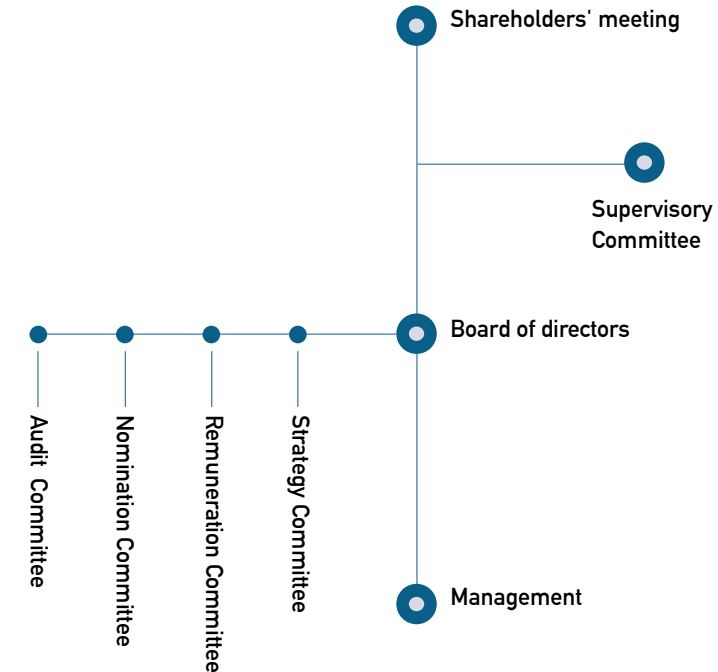 Shareholders' meeting
Supervisory
Committee
Board of directors
Audit Committee
Nomination Committee
Remuneration Committee
Strategy Committee
Management